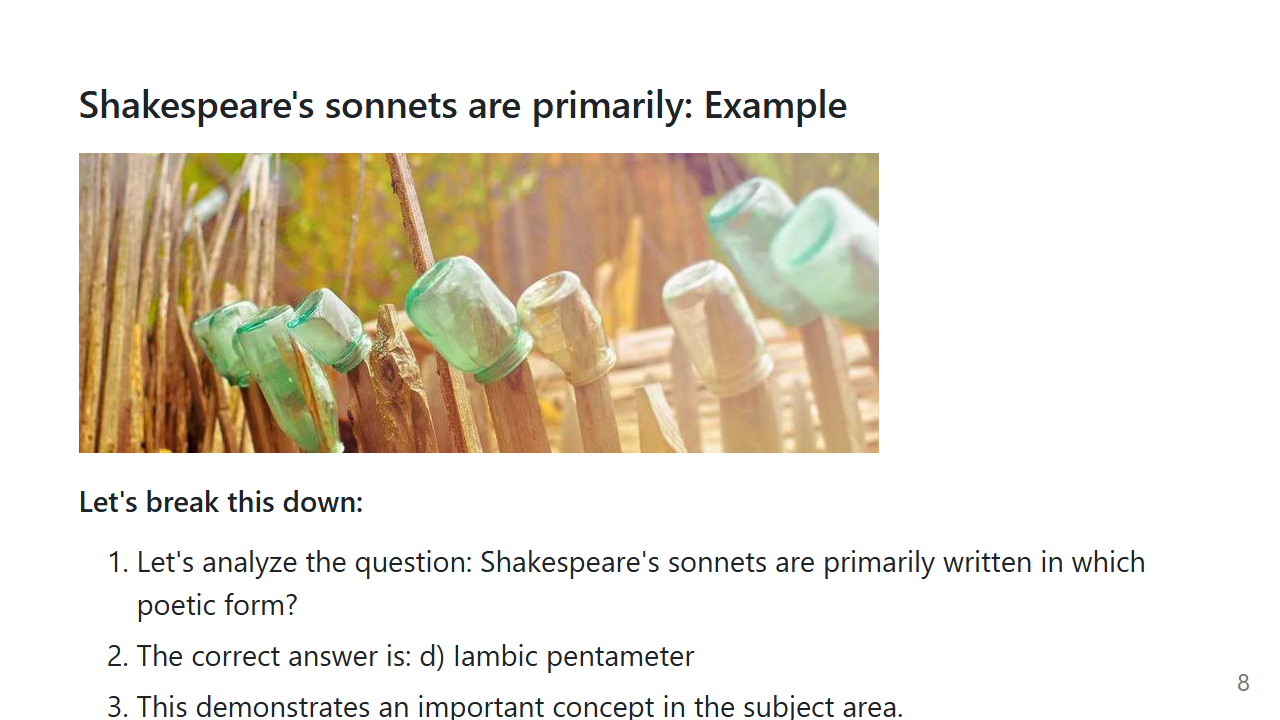 Shakespeare's sonnets are primarily: Example
Let's break this down:
1. Let's analyze the question: Shakespeare's sonnets are primarily written in which
poetic form?
2. The correct answer is: d) Iambic pentameter
3. This demonstrates an important concept in the subject area.
8